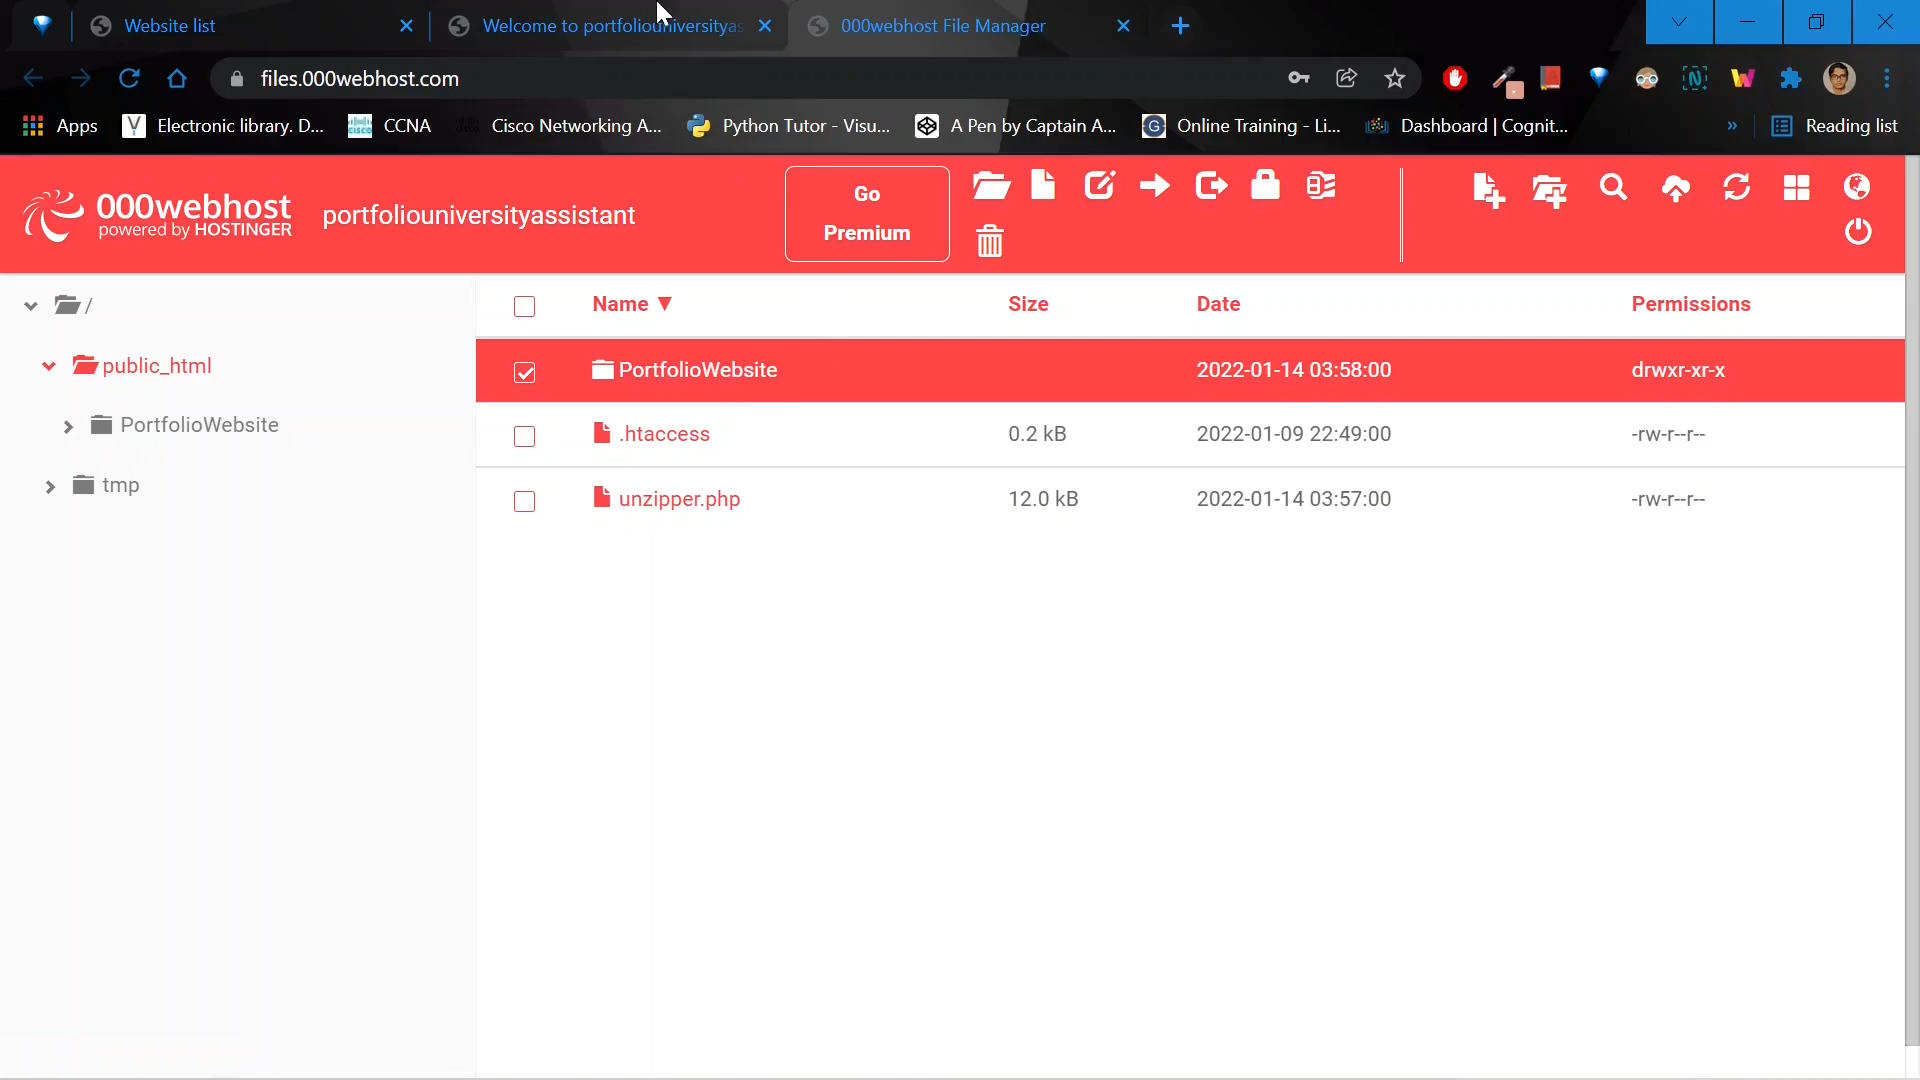 Website list
Welcome to portfoliouniversityas
000webhost File Manager
files.000webhost.com
Apps
Electronic library. D...
CCNA
Cisco Networking A...
Python Tutor - Visu...
A Pen by Captain A...
Online Training - Li...
Dashboard | Cognit...
»
Reading list
000webhost
powered by HOSTINGER
portfoliouniversityassistant
Go
Premium
/
public_html
PortfolioWebsite
tmp
Name ▼ Size Date Permissions
PortfolioWebsite 2022-01-14 03:58:00 drwxr-xr-x
.htaccess 0.2 kB 2022-01-09 22:49:00 -rw-r--r--
unzipper.php 12.0 kB 2022-01-14 03:57:00 -rw-r--r--